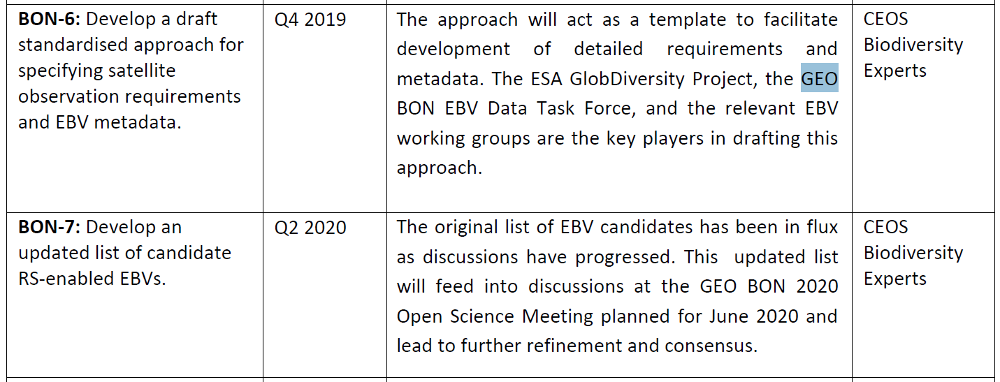 BON-6: Develop a draft
standardised approach for
specifying satellite
observation requirements
and EBV metadata.
Q4 2019
The approach will act as a template to facilitate
development of detailed requirements and
metadata. The ESA GlobDiversity Project, the GEO
BON EBV Data Task Force, and the relevant EBV
working groups are the key players in drafting this
approach.
CEOS
Biodiversity
Experts
BON-7: Develop an
updated list of candidate
RS-enabled EBVs.
Q2 2020
The original list of EBV candidates has been in flux
as discussions have progressed. This updated list
will feed into discussions at the GEO BON 2020
Open Science Meeting planned for June 2020 and
lead to further refinement and consensus.
CEOS
Biodiversity
Experts